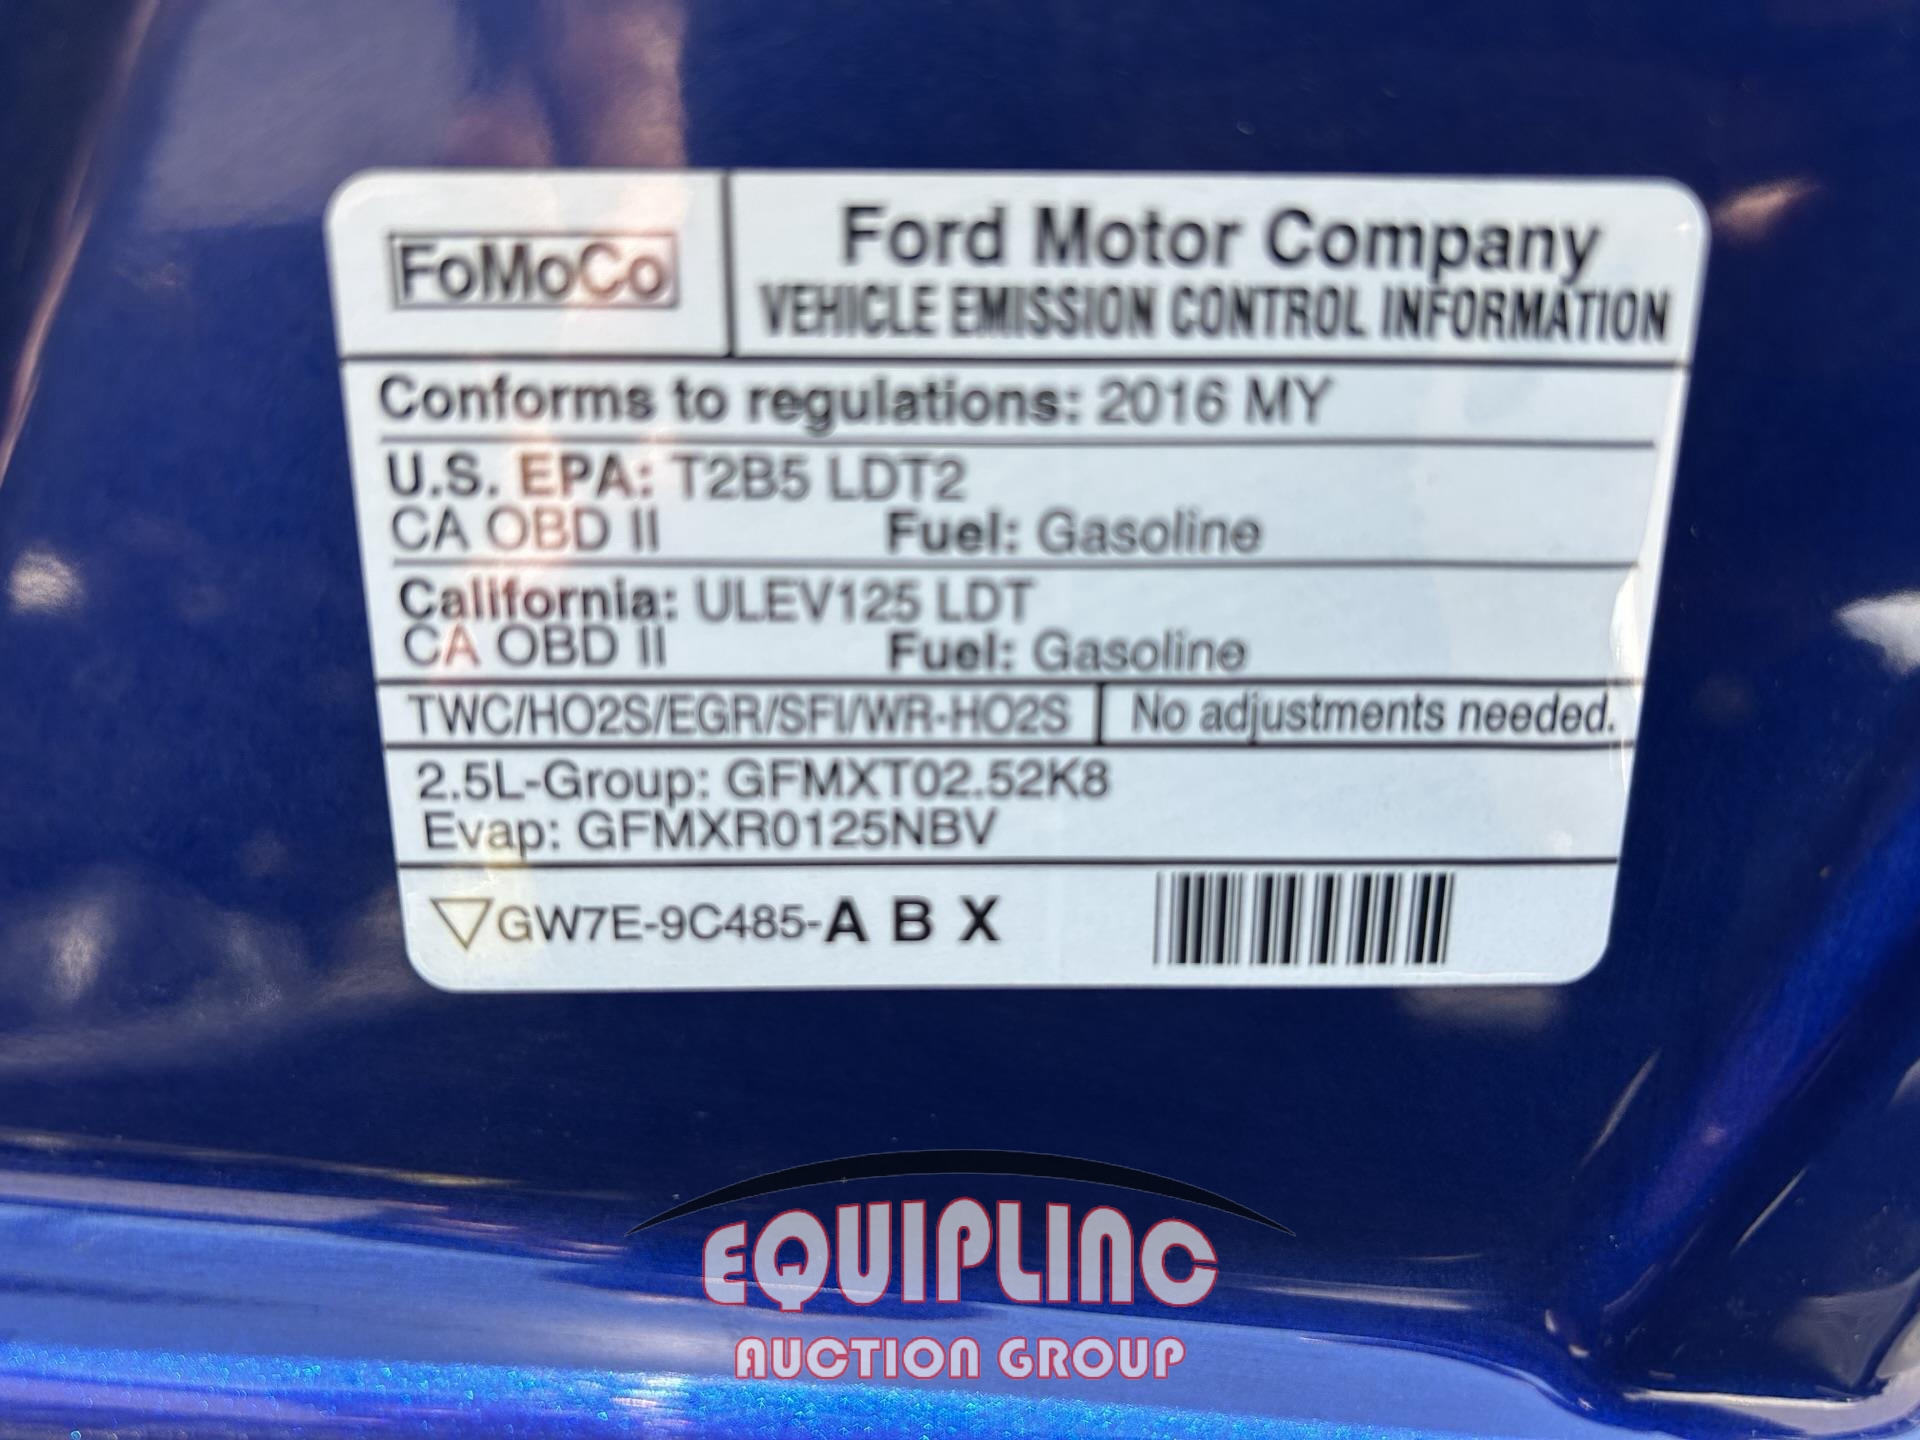 FoMoCo
Ford Motor Company
VEHICLE EMISSION CONTROL INFORMATION
Conforms to regulations: 2016 MY
U.S. EPA: T2B5 LDT2
CA OBD II Fuel: Gasoline
California: ULEV125 LDT
CA OBD II Fuel: Gasoline
TWC/HO2S/EGR/SFI/WR-HO2S No adjustments needed.
2.5L-Group: GFMXT02.52K8
Evap: GFMXR0125NBV
GW7E-9C485-A B X
EQUIPLINC
AUCTION GROUP